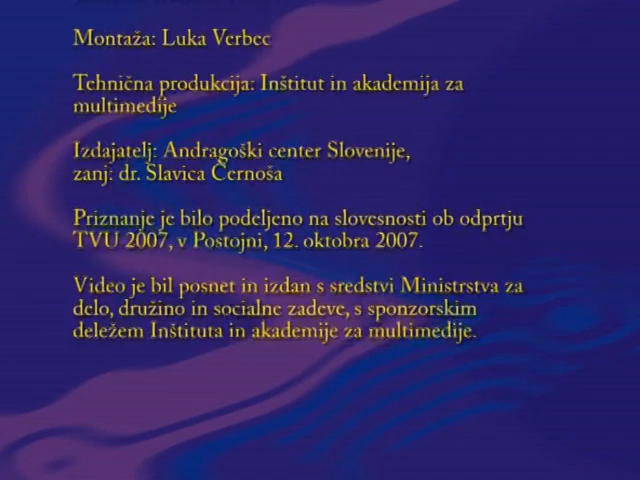 Montaža: Luka Verbec
Tehnična produkcija: Inštitut in akademija za
multimedije
Izdajatelj: Andragoški center Slovenije,
zanj: dr. Slavica Černoša
Priznanje je bilo podeljeno na slovesnosti ob odprtju
TVU 2007, v Postojni, 12. oktobra 2007.
Video je bil posnet in izdan s sredstvi Ministrstva za
delo, družino in socialne zadeve, s sponzorskim
deležem Inštituta in akademije za multimedije.